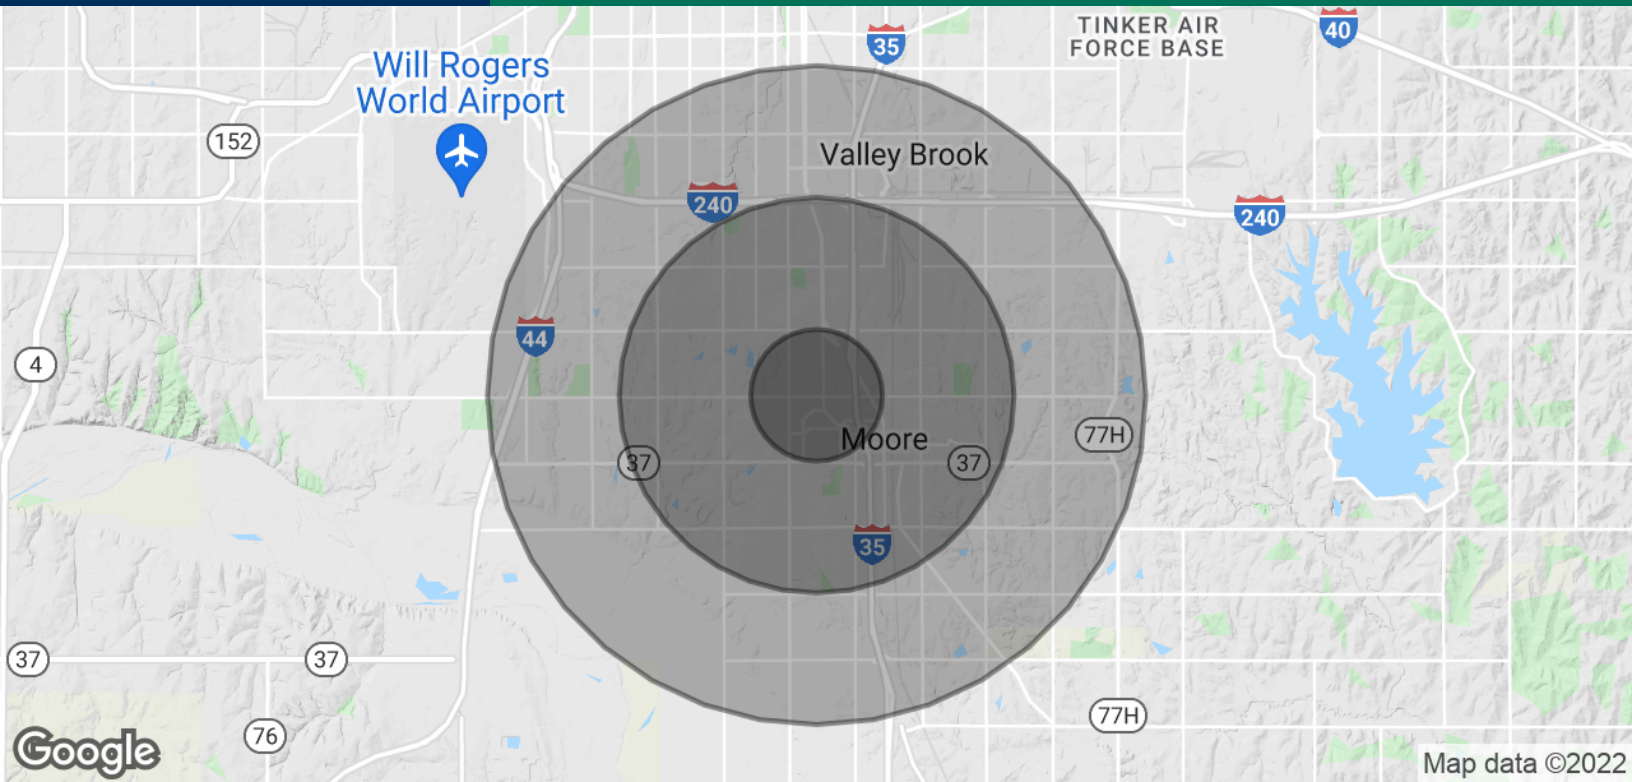 TINKER AIR
FORCE BASE
40
35
Will Rogers
World Airport
152
Valley Brook
240
240
44
4
Moore
77H
37
37
35
37
37
77H
76
Google
Map data ©2022